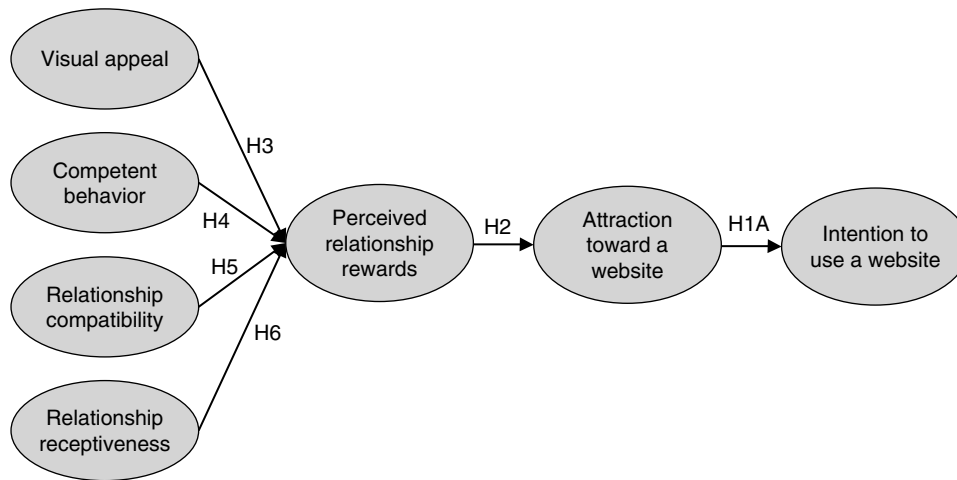 Visual appeal
H3
Competent
behavior
H4
Perceived
relationship
rewards
H2
Attraction
toward a
website
H1A
Intention to
use a website
H5
Relationship
compatibility
H6
Relationship
receptiveness